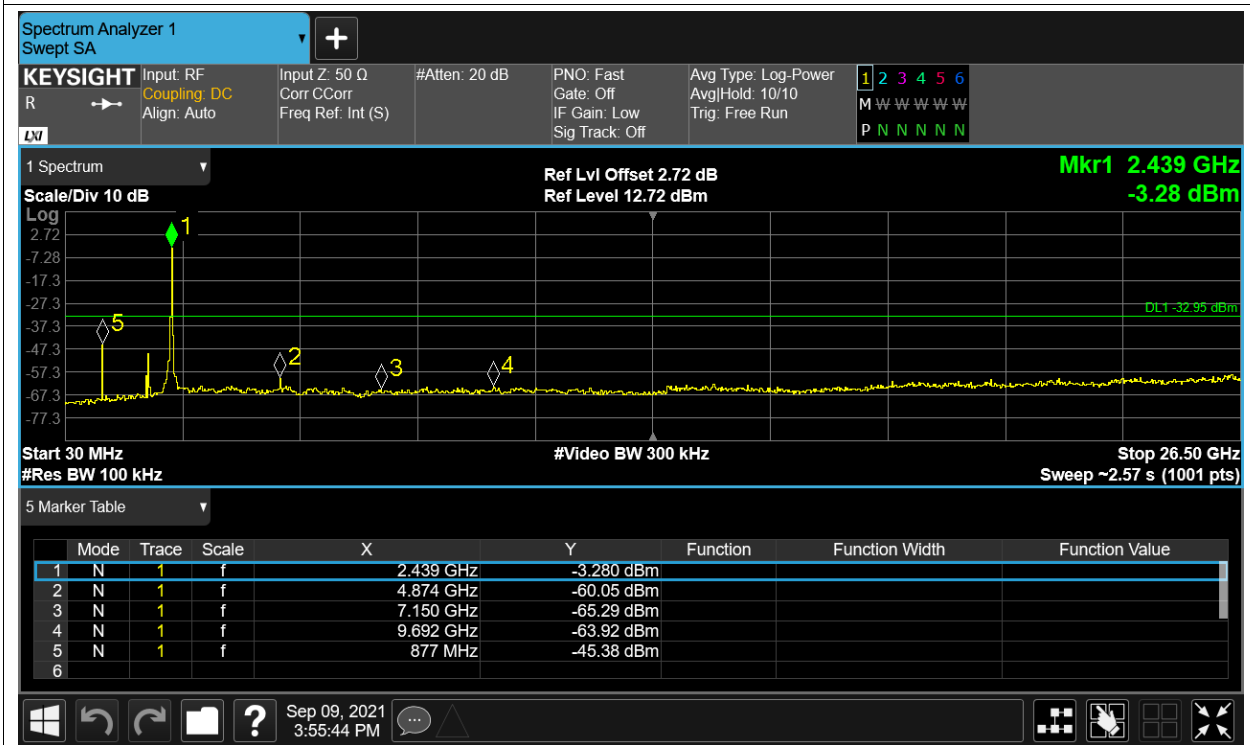 Spectrum Analyzer 1
Swept SA
KEYSIGHT Input: RF Input Z: 50 Ω #Atten: 20 dB PNO: Fast Avg Type: Log-Power 1 2 3 4 5 6
R Coupling: DC Corr CCorr Gate: Off Avg|Hold: 10/10 M W W W W W
Align: Auto Freq Ref: Int (S) IF Gain: Low Trig: Free Run
LXI Sig Track: Off P N N N N N
1 Spectrum Ref Lvl Offset 2.72 dB Mkr1 2.439 GHz
Scale/Div 10 dB Ref Level 12.72 dBm -3.28 dBm
Log
1
2.72
-7.28
-17.3
-27.3
DL1 -32.95 dBm
5
-37.3
-47.3
2 3 4
-57.3
-67.3
-77.3
Start 30 MHz #Video BW 300 kHz Stop 26.50 GHz
#Res BW 100 kHz Sweep ~2.57 s (1001 pts)
5 Marker Table
Mode Trace Scale X Y Function Function Width Function Value
1 N 1 f 2.439 GHz -3.280 dBm
2 N 1 f 4.874 GHz -60.05 dBm
3 N 1 f 7.150 GHz -65.29 dBm
4 N 1 f 9.692 GHz -63.92 dBm
5 N 1 f 877 MHz -45.38 dBm
6
? Sep 09, 2021
3:55:44 PM